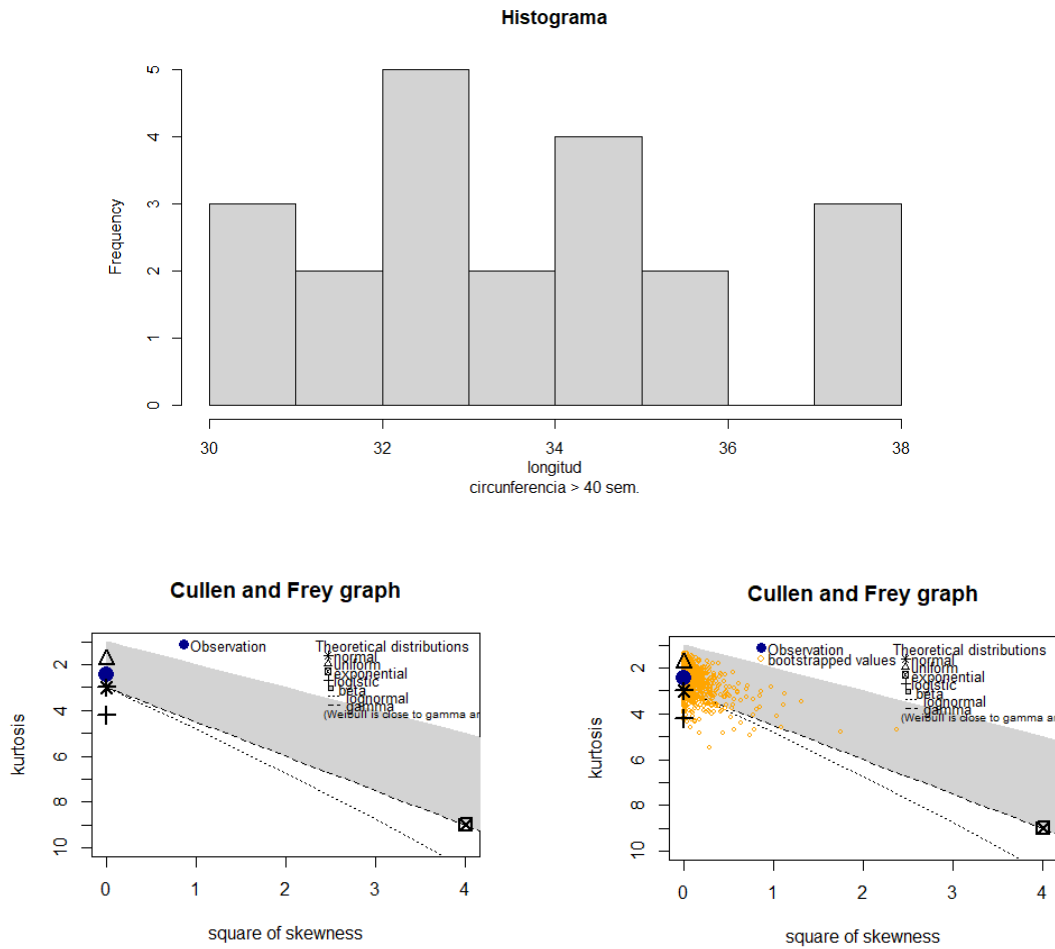 Histograma
Frequency
5
4
3
2
1
0
30 32 34 36 38
longitud
circunferencia > 40 sem.
Cullen and Frey graph
Observation
Theoretical distributions
normal
uniform
exponential
logistic
beta
lognormal
gamma
(Weibull is close to gamma an
kurtosis
2
4
6
8
10
0 1 2 3 4
square of skewness
Cullen and Frey graph
Observation
bootstrapped values
Theoretical distributions
normal
uniform
exponential
logistic
beta
lognormal
gamma
(Weibull is close to gamma an
kurtosis
2
4
6
8
10
0 1 2 3 4
square of skewness